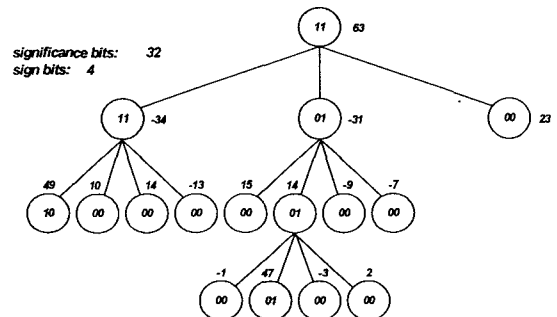 11 63
significance bits: 32
sign bits: 4
11 -34 01 -31 00 23
49 10 14 -13 15 14 -9 -7
10 00 00 00 00 01 00 00
-1 47 -3 2
00 01 00 00